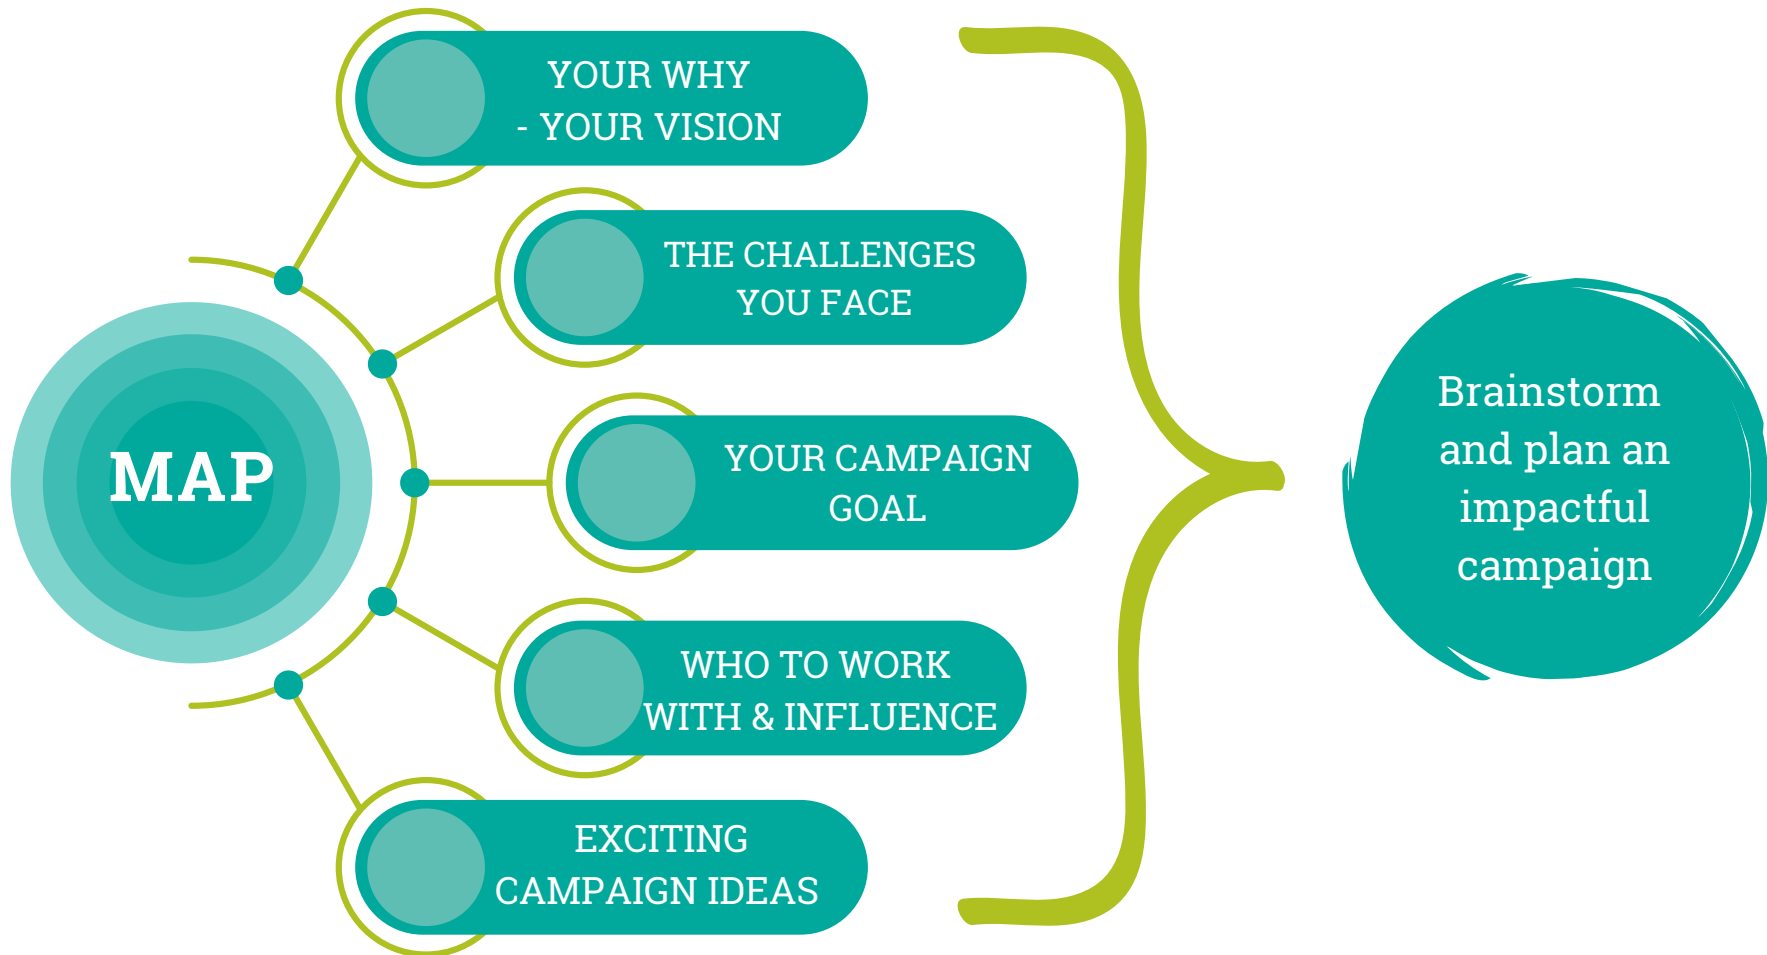 MAP
YOUR WHY
- YOUR VISION
THE CHALLENGES
YOU FACE
YOUR CAMPAIGN
GOAL
WHO TO WORK
WITH & INFLUENCE
EXCITING
CAMPAIGN IDEAS
Brainstorm
and plan an
impactful
campaign